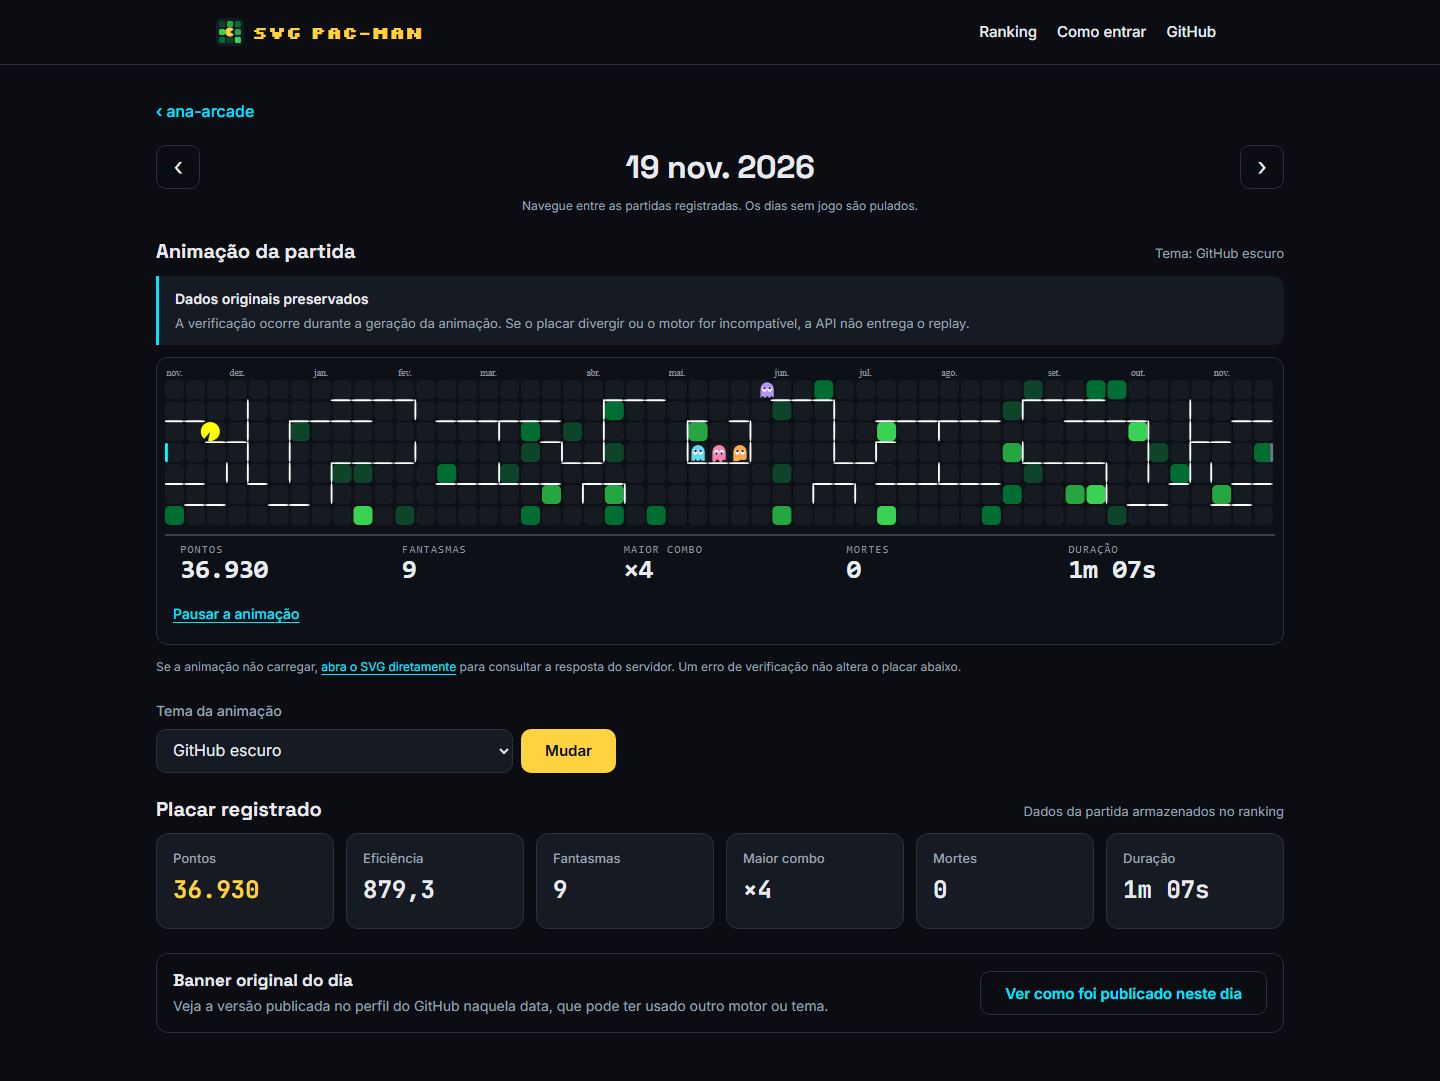 SVG PAC-MAN
Ranking Como entrar GitHub
‹ ana-arcade
‹ 19 nov. 2026 ›
Navegue entre as partidas registradas. Os dias sem jogo são pulados.
Animação da partida
Tema: GitHub escuro
Dados originais preservados
A verificação ocorre durante a geração da animação. Se o placar divergir ou o motor for incompatível, a API não entrega o replay.
nov. dez. jan. fev. mar. abr. mai. jun. jul. ago. set. out. nov.
PONTOS FANTASMAS MAIOR COMBO MORTES DURAÇÃO
36.930 9 ×4 0 1m 07s
Pausar a animação
Se a animação não carregar, abra o SVG diretamente para consultar a resposta do servidor. Um erro de verificação não altera o placar abaixo.
Tema da animação
GitHub escuro
Mudar
Placar registrado
Dados da partida armazenados no ranking
Pontos Eficiência Fantasmas Maior combo Mortes Duração
36.930 879,3 9 ×4 0 1m 07s
Banner original do dia
Veja a versão publicada no perfil do GitHub naquela data, que pode ter usado outro motor ou tema.
Ver como foi publicado neste dia